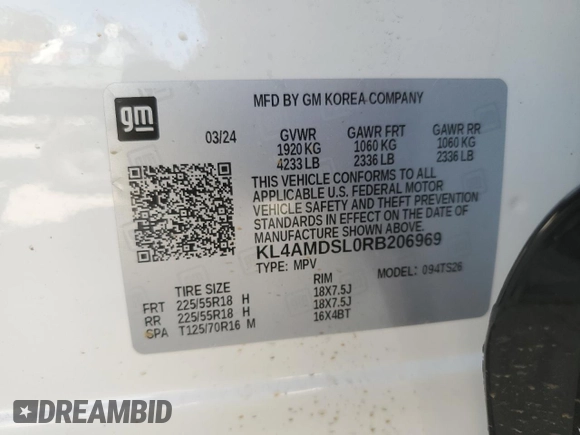 gm
MFD BY GM KOREA COMPANY
03/24 GVWR GAWR FRT GAWR RR
1920 KG 1060 KG 1060 KG
4233 LB 2336 LB 2336 LB
THIS VEHICLE CONFORMS TO ALL
APPLICABLE U.S. FEDERAL MOTOR
VEHICLE SAFETY AND THEFT PREVENTION
STANDARDS IN EFFECT ON THE DATE OF
MANUFACTURE SHOWN ABOVE.
KL4AMDSL0RB206969
TYPE: MPV MODEL: 094TS26
TIRE SIZE RIM
FRT 225/55R18 H 18X7.5J
RR 225/55R18 H 18X7.5J
SPA T125/70R16 M 16X4BT
DREAMBID